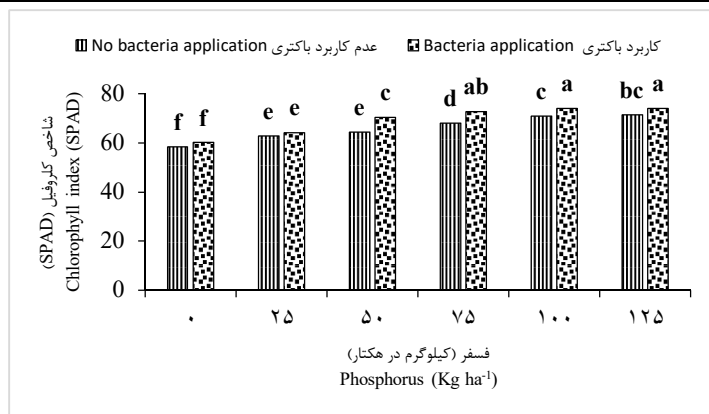 No bacteria application عدم کاربرد باکتری Bacteria application کاربرد باکتری
شاخص کلروفیل (SPAD)
Chlorophyll index (SPAD)
80
60
40
20
0
f f e e e c d ab c a bc a
۰ ۲۵ ۵۰ ۷۵ ۱۰۰ ۱۲۵
فسفر (کیلوگرم در هکتار)
Phosphorus (Kg ha⁻¹)